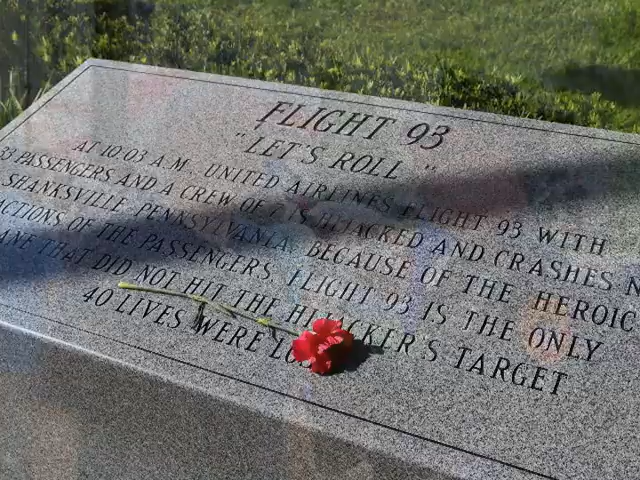 FLIGHT 93
"LET'S ROLL"
AT 10:03 A.M. UNITED AIRLINES FLIGHT 93 WITH
33 PASSENGERS AND A CREW OF 7 IS HIJACKED AND CRASHES N
SHANKSVILLE PENNSYLVANIA. BECAUSE OF THE HEROIC
ACTIONS OF THE PASSENGERS, FLIGHT 93 IS THE ONLY
THAT DID NOT HIT THE HIJACKER'S TARGET
40 LIVES WERE